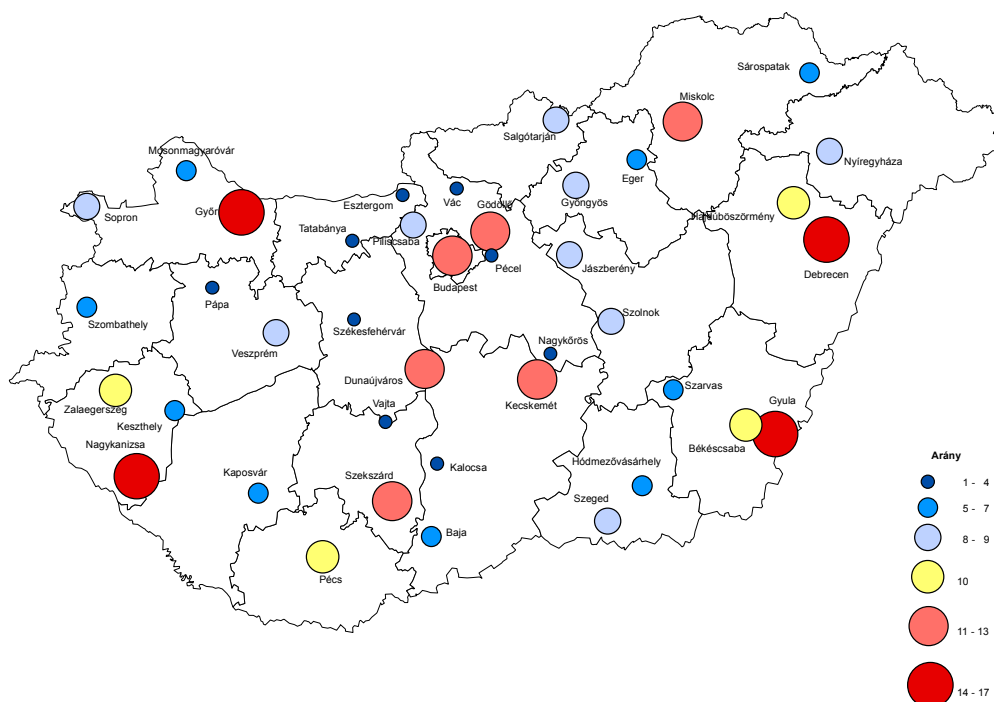 Sárospatak
Miskolc
Salgótarján
Mosonmagyaróvár
Nyíregyháza
Eger
Vác
Esztergom
Gyöngyös
Gödöllő
Győr
Sopron
Hajdúböszörmény
Tatabánya
Piliscsaba
Pécel
Jászberény
Debrecen
Budapest
Pápa
Szolnok
Szombathely
Székesfehérvár
Nagykőrös
Veszprém
Dunaújváros
Szarvas
Gyula
Vajta
Kecskemét
Zalaegerszeg
Keszthely
Nagykanizsa
Békéscsaba
Arány
Hódmezővásárhely
Kalocsa
Kaposvár
Szekszárd
1 - 4
Szeged
5 - 7
Baja
8 - 9
Pécs
10
11 - 13
14 - 17